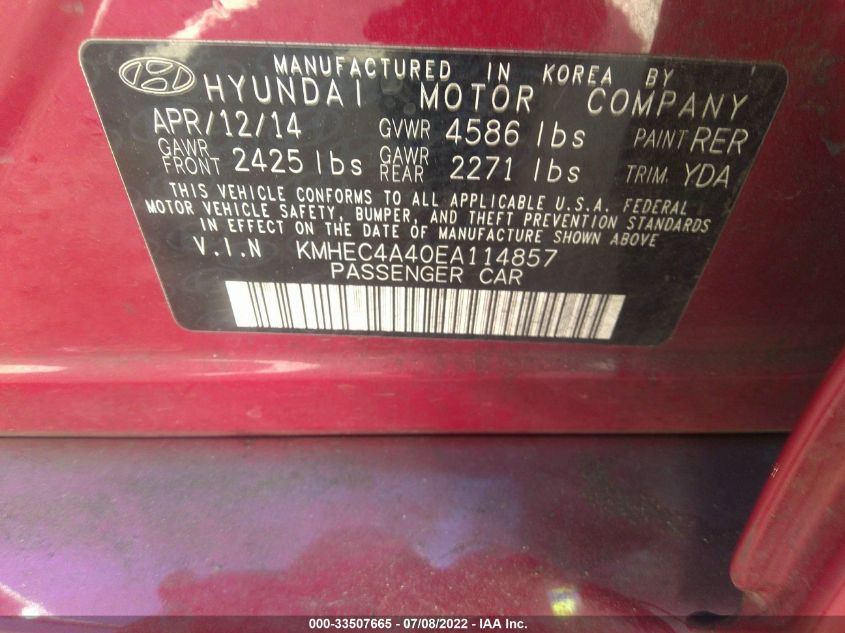 MANUFACTURED IN KOREA BY
HYUNDAI MOTOR COMPANY
APR/12/14 GVWR 4586 lbs PAINT RER
GAWR FRONT 2425 lbs GAWR REAR 2271 lbs TRIM. YDA
THIS VEHICLE CONFORMS TO ALL APPLICABLE U.S.A. FEDERAL
MOTOR VEHICLE SAFETY, BUMPER, AND THEFT PREVENTION STANDARDS
IN EFFECT ON THE DATE OF MANUFACTURE SHOWN ABOVE
V.I.N KMHEC4A40EA114857
PASSENGER CAR
000-33507665 - 07/08/2022 - IAA Inc.